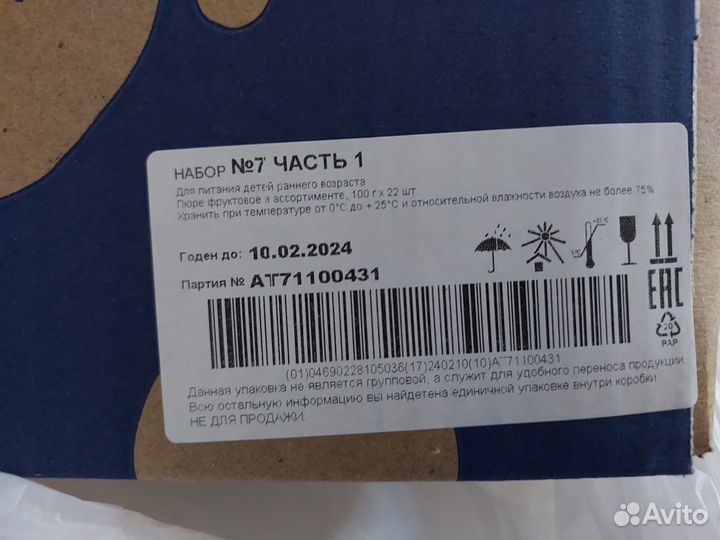 НАБОР №7 ЧАСТЬ 1
Для питания детей раннего возраста
Пюре фруктовое в ассортименте, 100 г х 22 шт.
Хранить при температуре от 0°С до + 25°С и относительной влажности воздуха не более 75%
Годен до: 10.02.2024
Партия № АТ71100431
EAC
20
PAP
(01)04690228105036(17)240210(10)АТ71100431
Данная упаковка не является групповой, а служит для удобного переноса продукции.
Всю остальную информацию вы найдетена единичной упаковке внутри коробки
НЕ ДЛЯ ПРОДАЖИ.
Avito